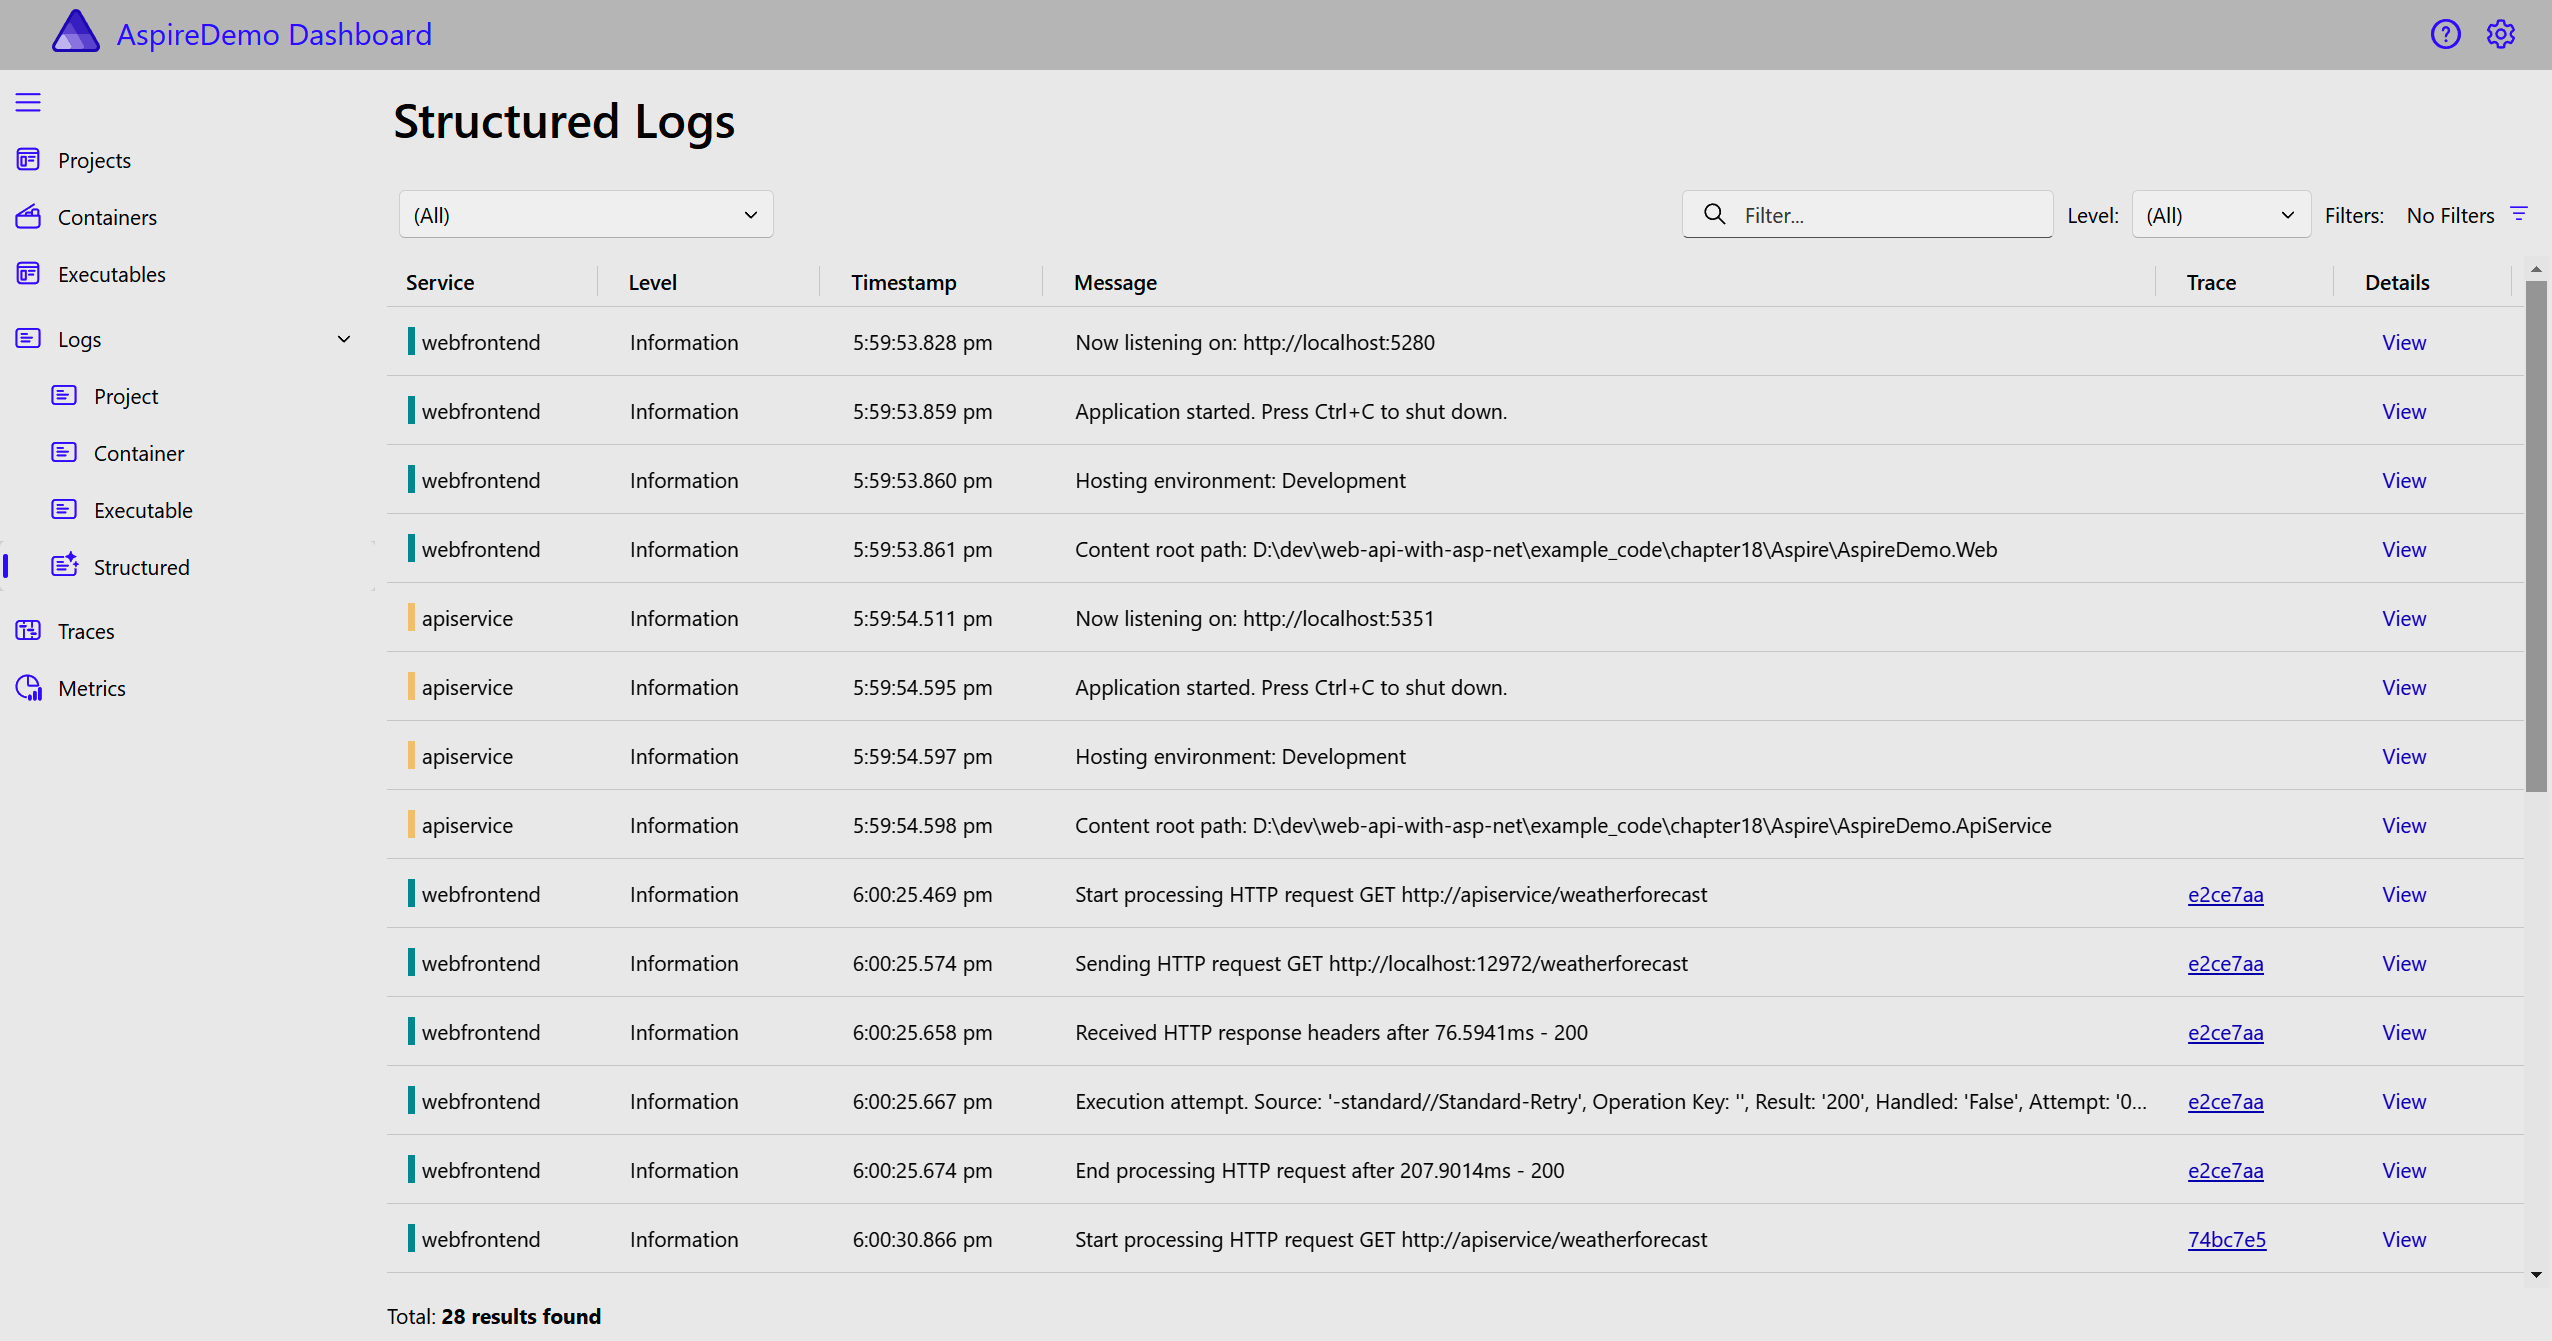 AspireDemo Dashboard
Structured Logs
Projects
Containers
Executables
Logs
Project
Container
Executable
Structured
Traces
Metrics
(All)
Filter...
Level: (All) Filters: No Filters
Service Level Timestamp Message Trace Details
webfrontend Information 5:59:53.828 pm Now listening on: http://localhost:5280 View
webfrontend Information 5:59:53.859 pm Application started. Press Ctrl+C to shut down. View
webfrontend Information 5:59:53.860 pm Hosting environment: Development View
webfrontend Information 5:59:53.861 pm Content root path: D:\dev\web-api-with-asp-net\example_code\chapter18\Aspire\AspireDemo.Web View
apiservice Information 5:59:54.511 pm Now listening on: http://localhost:5351 View
apiservice Information 5:59:54.595 pm Application started. Press Ctrl+C to shut down. View
apiservice Information 5:59:54.597 pm Hosting environment: Development View
apiservice Information 5:59:54.598 pm Content root path: D:\dev\web-api-with-asp-net\example_code\chapter18\Aspire\AspireDemo.ApiService View
webfrontend Information 6:00:25.469 pm Start processing HTTP request GET http://apiservice/weatherforecast e2ce7aa View
webfrontend Information 6:00:25.574 pm Sending HTTP request GET http://localhost:12972/weatherforecast e2ce7aa View
webfrontend Information 6:00:25.658 pm Received HTTP response headers after 76.5941ms - 200 e2ce7aa View
webfrontend Information 6:00:25.667 pm Execution attempt. Source: '-standard//Standard-Retry', Operation Key: '', Result: '200', Handled: 'False', Attempt: '0... e2ce7aa View
webfrontend Information 6:00:25.674 pm End processing HTTP request after 207.9014ms - 200 e2ce7aa View
webfrontend Information 6:00:30.866 pm Start processing HTTP request GET http://apiservice/weatherforecast 74bc7e5 View
Total: 28 results found